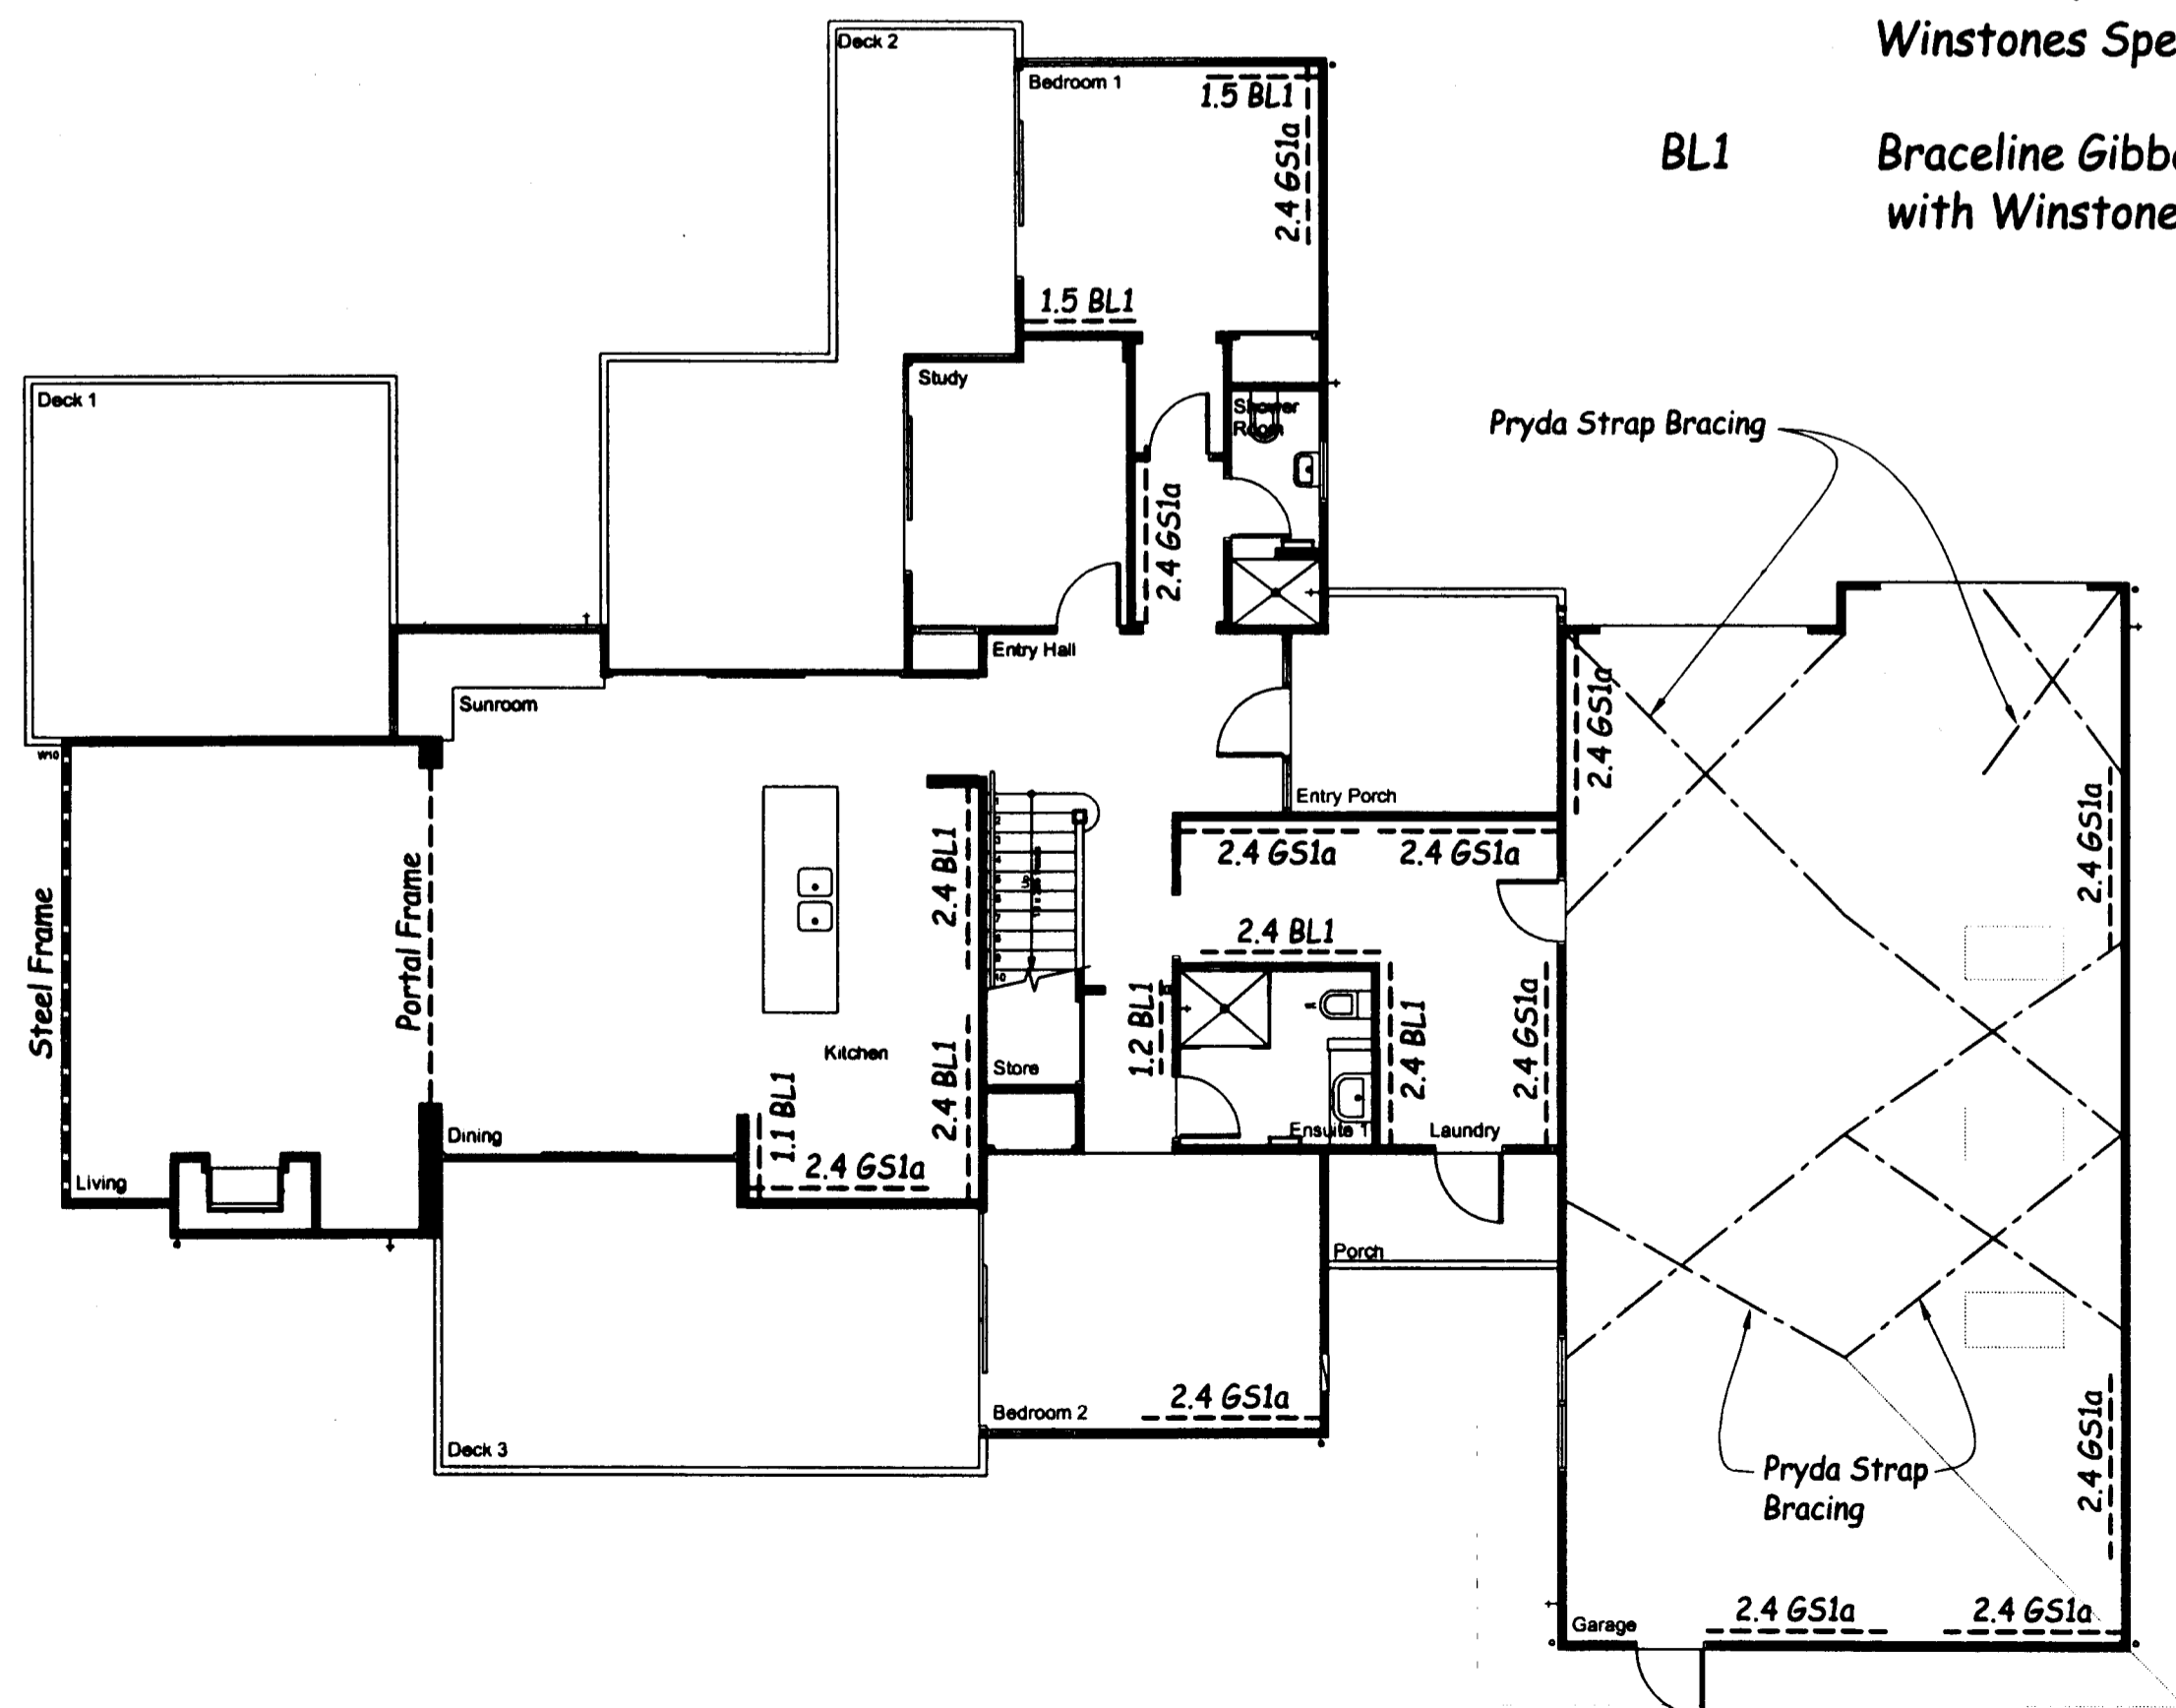 Winstones Spe
BL1 Braceline Gibb
with Winstone
Deck 2
Bedroom 1
1.5 BL1
2.4 GS1a
1.5 BL1
Deck 1
Study
Shower
Room
Pryda Strap Bracing
2.4 GS1a
Entry Hall
Sunroom
2.4 GS1a
W10
Entry Porch
2.4 GS1a
2.4 BL1
2.4 GS1a 2.4 GS1a
Portal Frame
Steel Frame
2.4 BL1
1.2 BL1
2.4 BL1
2.4 GS1a
Kitchen
Store
2.4 BL1
1.1 BL1
Dining
Ensuite 1
Laundry
2.4 GS1a
Living
Porch
2.4 GS1a
Bedroom 2
Deck 3
2.4 GS1a
Pryda Strap
Bracing
2.4 GS1a 2.4 GS1a
Garage